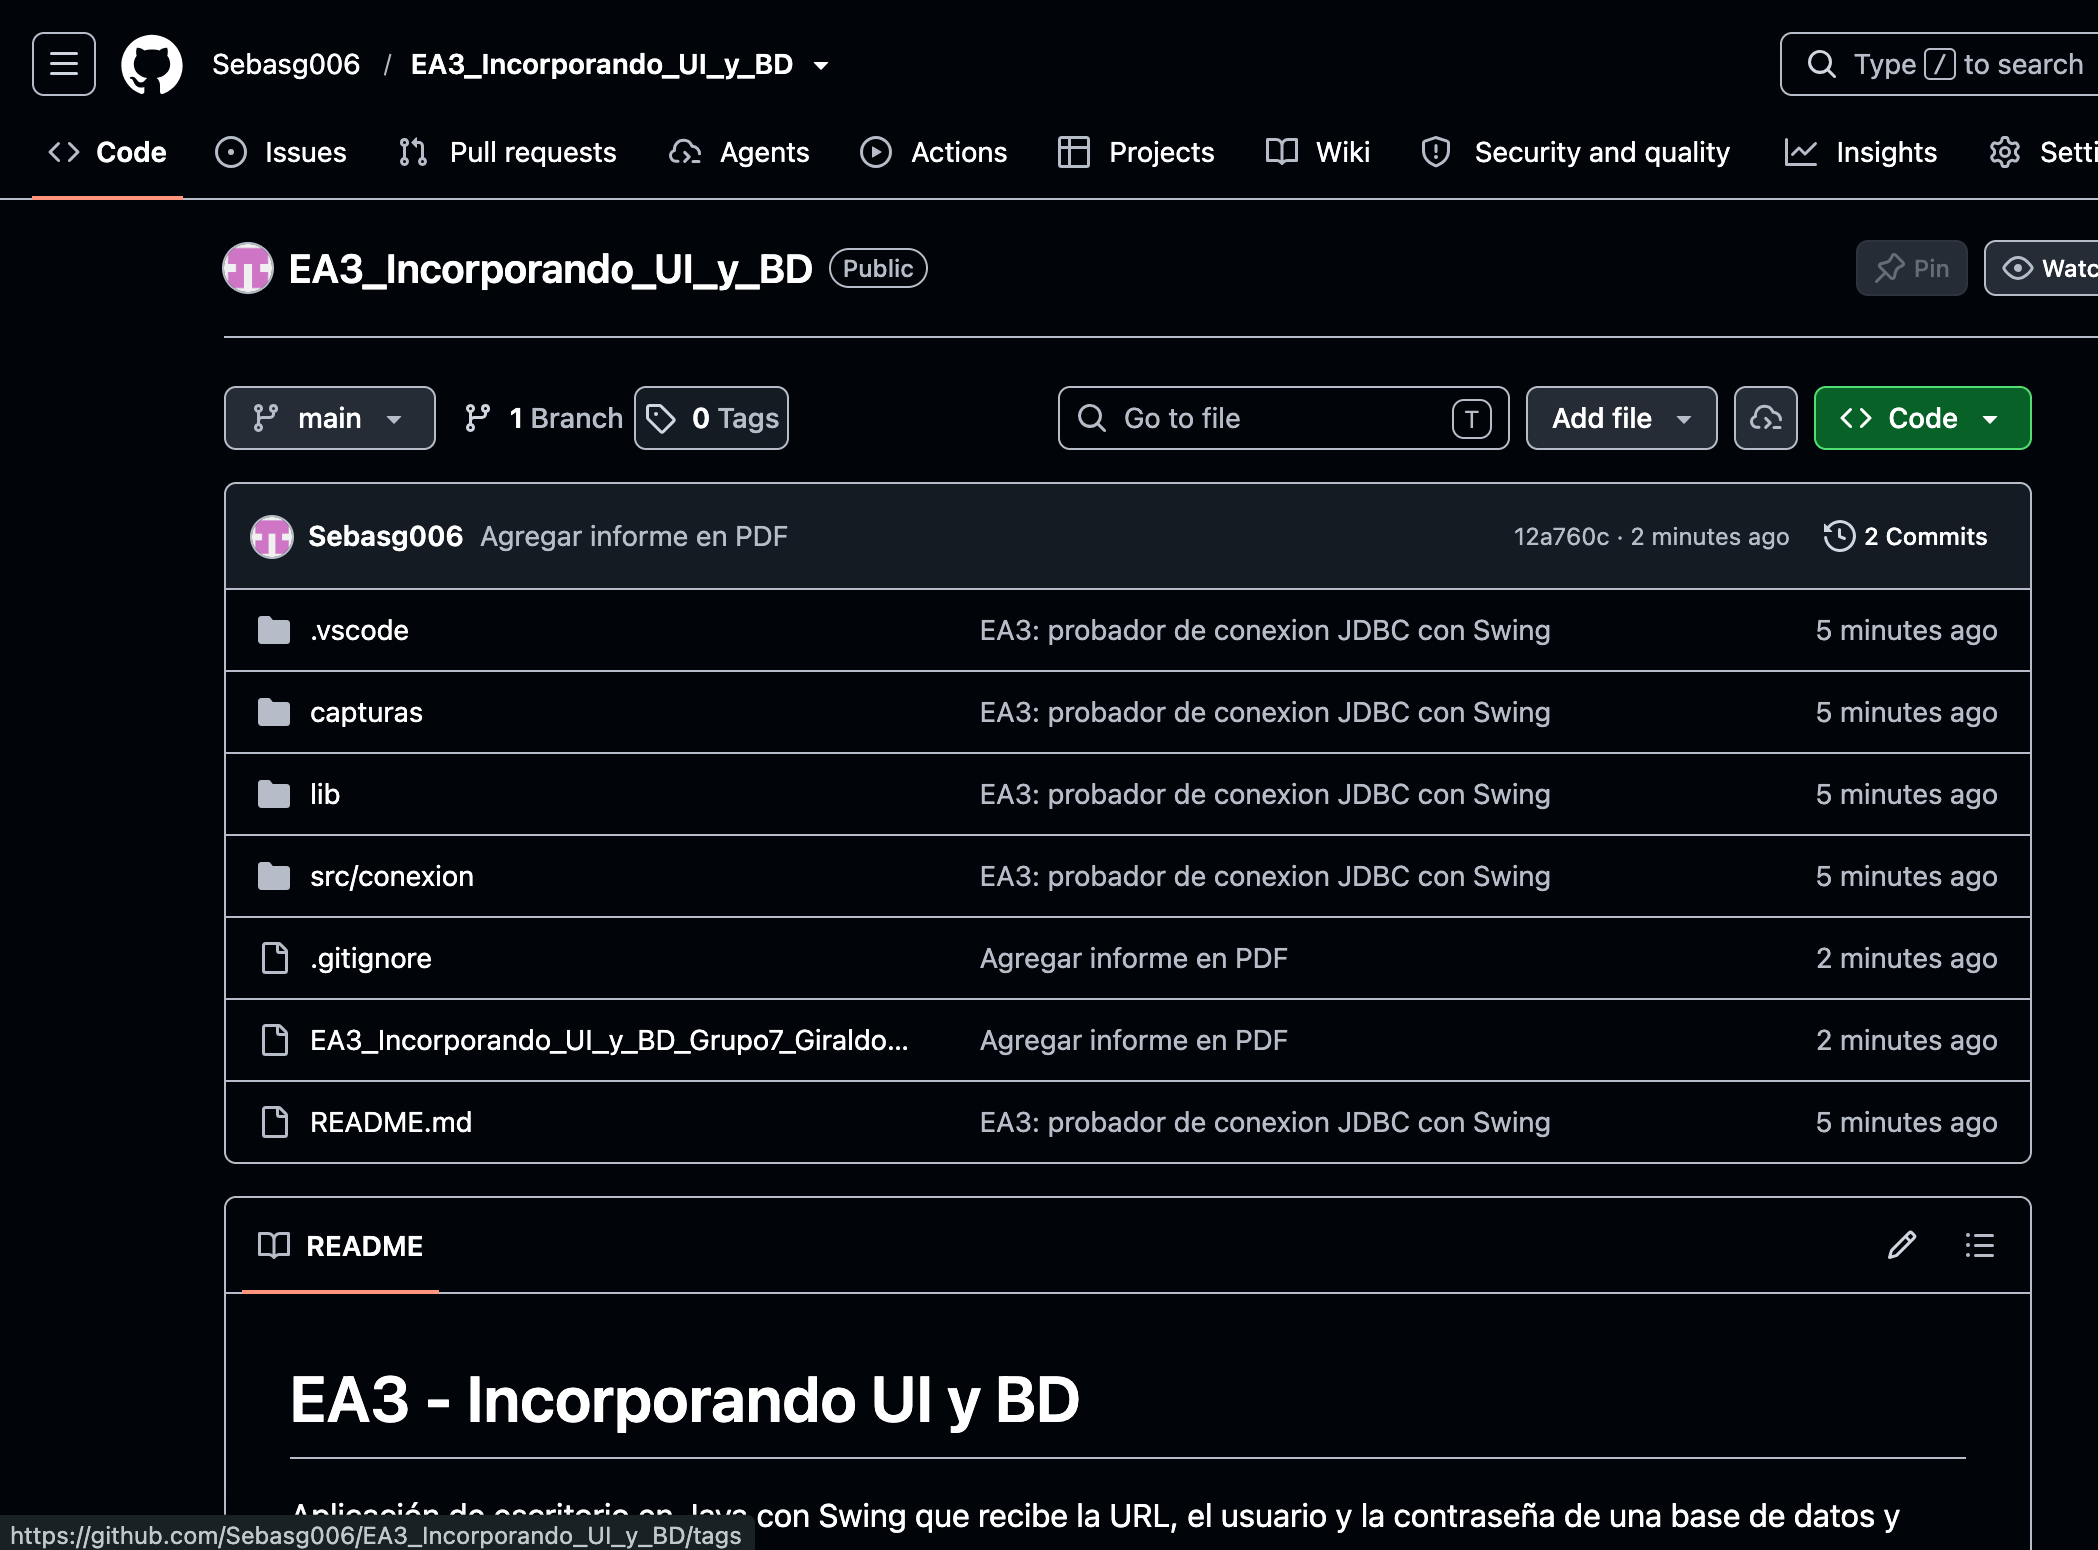 Sebasg006 / EA3_Incorporando_UI_y_BD
Type / to search
Code Issues Pull requests Agents Actions Projects Wiki Security and quality Insights Setti
EA3_Incorporando_UI_y_BD Public
Pin Watc
main 1 Branch 0 Tags
Go to file T Add file Code
Sebasg006 Agregar informe en PDF 12a760c · 2 minutes ago 2 Commits
.vscode EA3: probador de conexion JDBC con Swing 5 minutes ago
capturas EA3: probador de conexion JDBC con Swing 5 minutes ago
lib EA3: probador de conexion JDBC con Swing 5 minutes ago
src/conexion EA3: probador de conexion JDBC con Swing 5 minutes ago
.gitignore Agregar informe en PDF 2 minutes ago
EA3_Incorporando_UI_y_BD_Grupo7_Giraldo... Agregar informe en PDF 2 minutes ago
README.md EA3: probador de conexion JDBC con Swing 5 minutes ago
README
EA3 - Incorporando UI y BD
Aplicación de escritorio en Java con Swing que recibe la URL, el usuario y la contraseña de una base de datos y
https://github.com/Sebasg006/EA3_Incorporando_UI_y_BD/tags